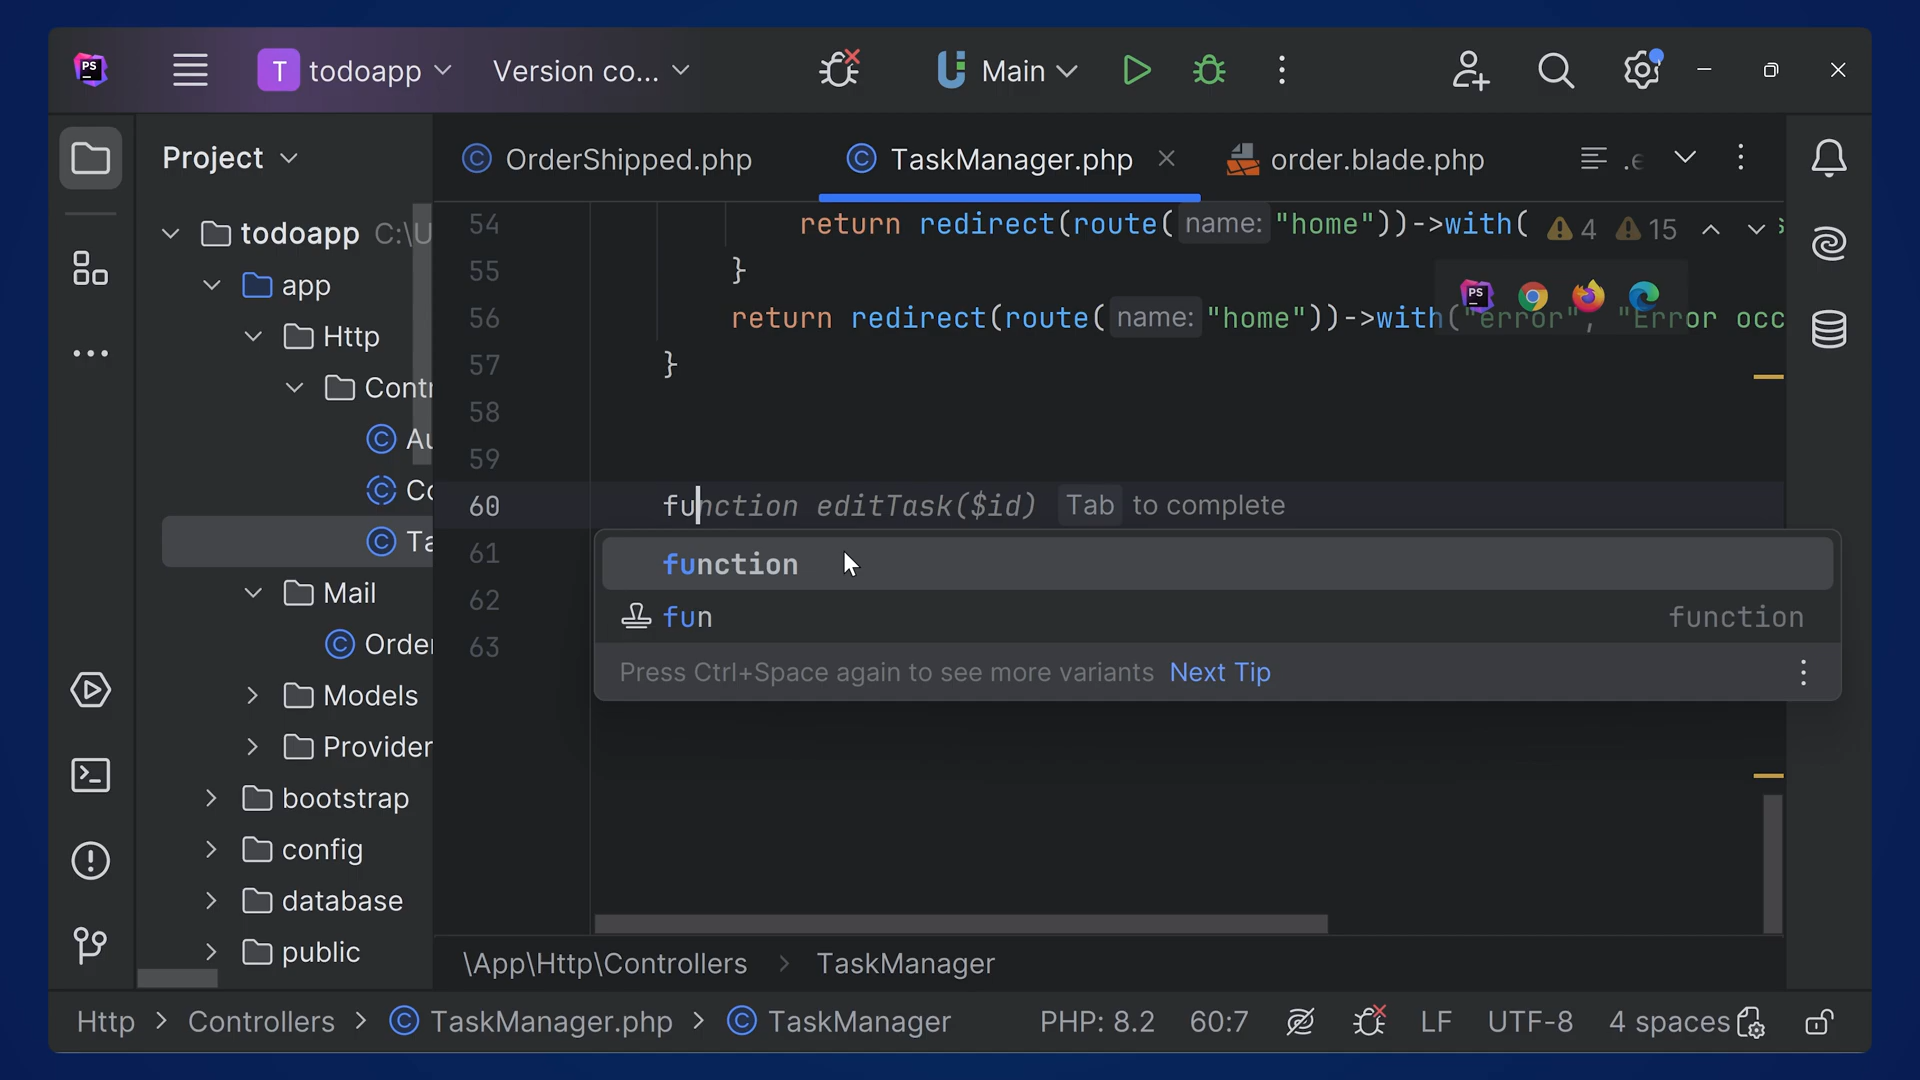 PS
T todoapp Version co... Main
Project
OrderShipped.php TaskManager.php order.blade.php .e
todoapp C:\U
app
Http
Contr
Au
Co
Ta
Mail
Order
Models
Provider
bootstrap
config
database
public
54 return redirect(route( name: "home"))->with( 4 15
55 }
PS
56 return redirect(route( name: "home"))->with("error", "Error occ
57 }
58
59
60 function editTask($id) Tab to complete
61 function
62 fun function
63 Press Ctrl+Space again to see more variants Next Tip
\App\Http\Controllers > TaskManager
Http > Controllers > TaskManager.php > TaskManager PHP: 8.2 60:7 LF UTF-8 4 spaces